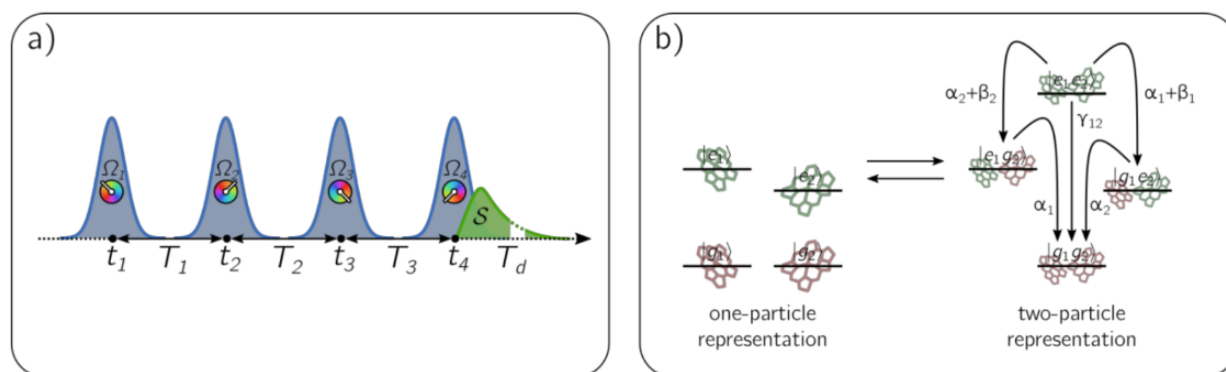 a)
Ω₁ Ω₂ Ω₃ Ω₄
S
t₁ T₁ t₂ T₂ t₃ T₃ t₄ T_d
b)
|e₁e₂⟩
α₂+β₂ α₁+β₁
γ₁₂
|e₁⟩ |e₁g₂⟩
|e₂⟩ |g₁e₂⟩
α₁ α₂
|g₁⟩ |g₂⟩ |g₁g₂⟩
one-particle two-particle
representation representation